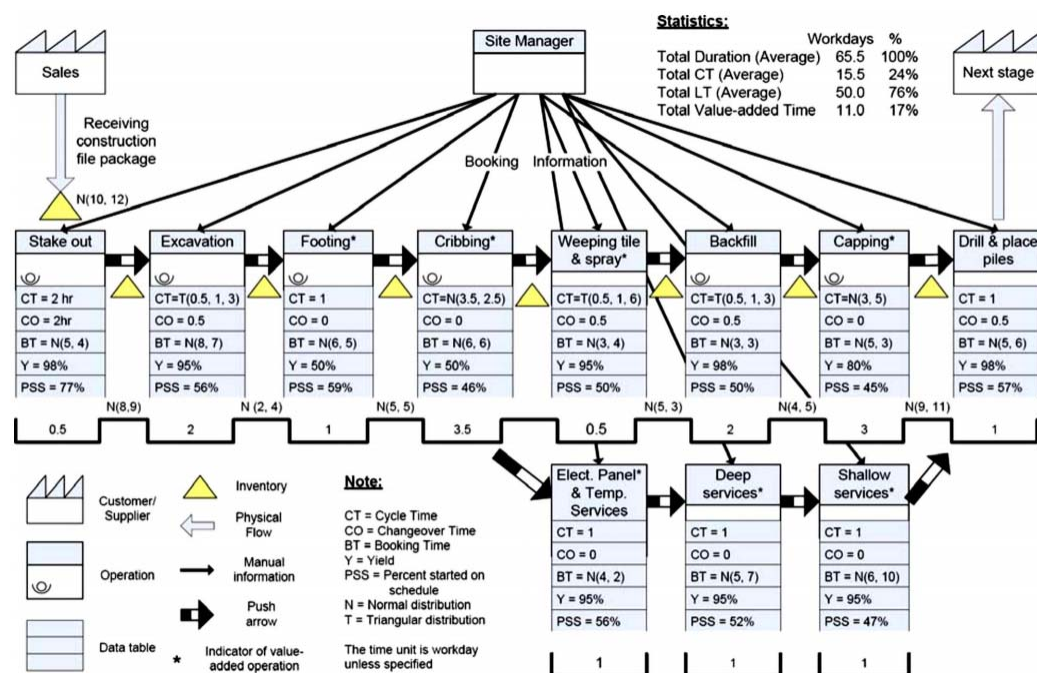 Statistics:
Workdays %
Total Duration (Average) 65.5 100%
Total CT (Average) 15.5 24%
Total LT (Average) 50.0 76%
Total Value-added Time 11.0 17%
Sales
Site Manager
Next stage
Receiving
construction
file package
Booking Information
N(10, 12)
Stake out
CT = 2 hr
CO = 2hr
BT = N(5, 4)
Y = 98%
PSS = 77%
Excavation
CT=T(0.5, 1, 3)
CO = 0.5
BT = N(8, 7)
Y = 95%
PSS = 56%
Footing*
CT = 1
CO = 0
BT = N(6, 5)
Y = 50%
PSS = 59%
Cribbing*
CT=N(3.5, 2.5)
CO = 0
BT = N(6, 6)
Y = 50%
PSS = 46%
Weeping tile
& spray*
CT=T(0.5, 1, 6)
CO = 0.5
BT = N(3, 4)
Y = 95%
PSS = 50%
Backfill
CT=T(0.5, 1, 3)
CO = 0.5
BT = N(3, 3)
Y = 98%
PSS = 50%
Capping*
CT=N(3, 5)
CO = 0
BT = N(5, 3)
Y = 80%
PSS = 45%
Drill & place
piles
CT = 1
CO = 0.5
BT = N(5, 6)
Y = 98%
PSS = 57%
N(8,9) N (2, 4) N(5, 5) N(5, 3) N(4, 5) N(9, 11)
0.5 2 1 3.5 0.5 2 3 1
Elect. Panel*
& Temp.
Services
CT = 1
CO = 0
BT = N(4, 2)
Y = 95%
PSS = 56%
Deep
services*
CT = 1
CO = 0
BT = N(5, 7)
Y = 95%
PSS = 52%
Shallow
services*
CT = 1
CO = 0
BT = N(6, 10)
Y = 95%
PSS = 47%
1 1 1
Customer/
Supplier
Operation
Data table
Inventory
Physical
Flow
Manual
information
Push
arrow
* Indicator of value-
added operation
Note:
CT = Cycle Time
CO = Changeover Time
BT = Booking Time
Y = Yield
PSS = Percent started on
schedule
N = Normal distribution
T = Triangular distribution
The time unit is workday
unless specified